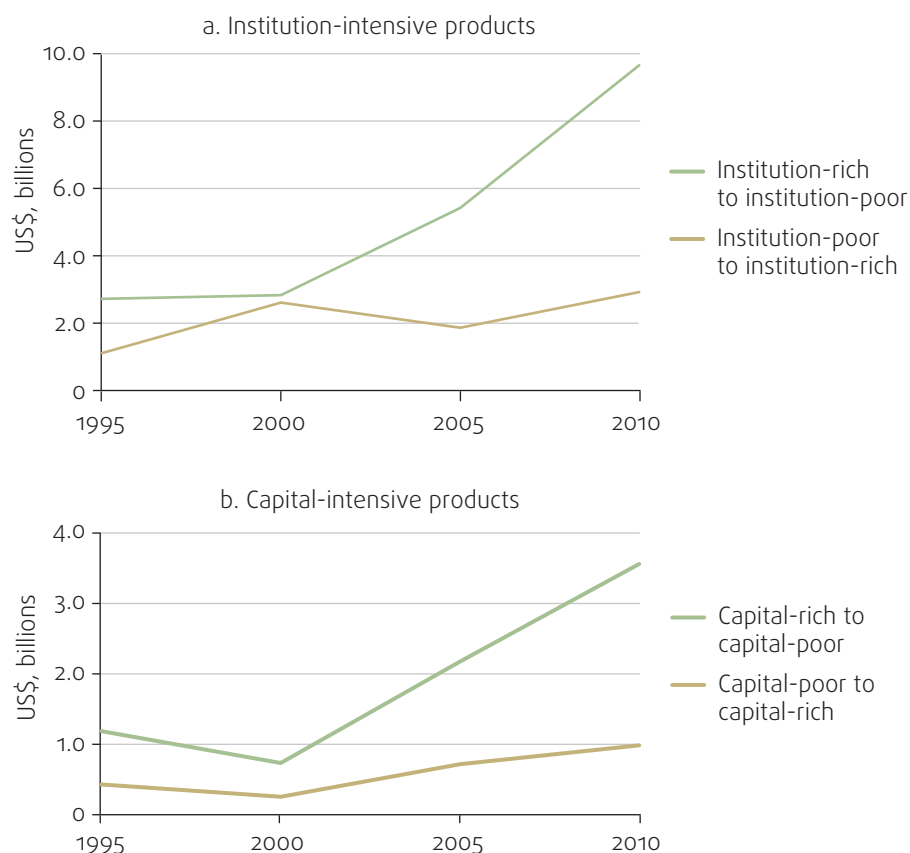 a. Institution-intensive products
US$, billions
10.0
8.0
6.0
4.0
2.0
0
1995 2000 2005 2010
Institution-rich
to institution-poor
Institution-poor
to institution-rich
b. Capital-intensive products
US$, billions
4.0
3.0
2.0
1.0
0
1995 2000 2005 2010
Capital-rich to
capital-poor
Capital-poor to
capital-rich